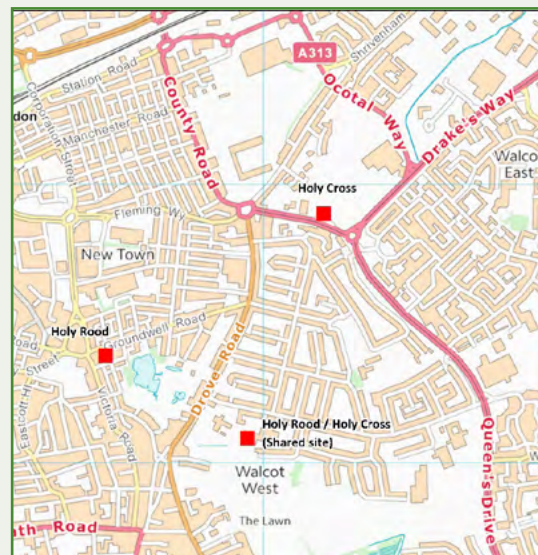 Station Road
A313
Shrivenham
don
Corporation Street
Manchester Road
County Road
Ocotal Way
Drake's Way
Walcot
East
Holy Cross
Fleming Wy
New Town
Holy Rood
Groundwell Road
Road
Street
Eastcott Hill
Victoria Road
Drove Road
Holy Rood / Holy Cross
(Shared site)
Walcot
West
Queen's Drive
The Lawn
th Road
W